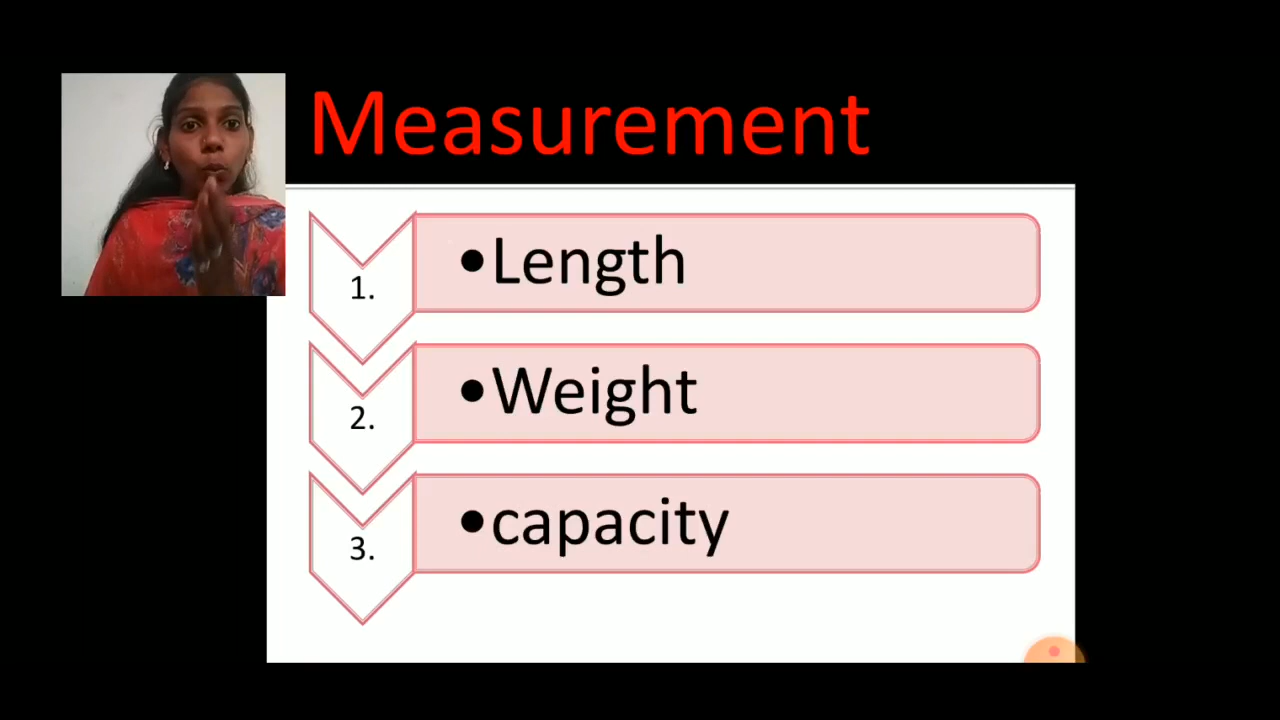 Measurement
1.
•Length
2.
•Weight
3.
•capacity